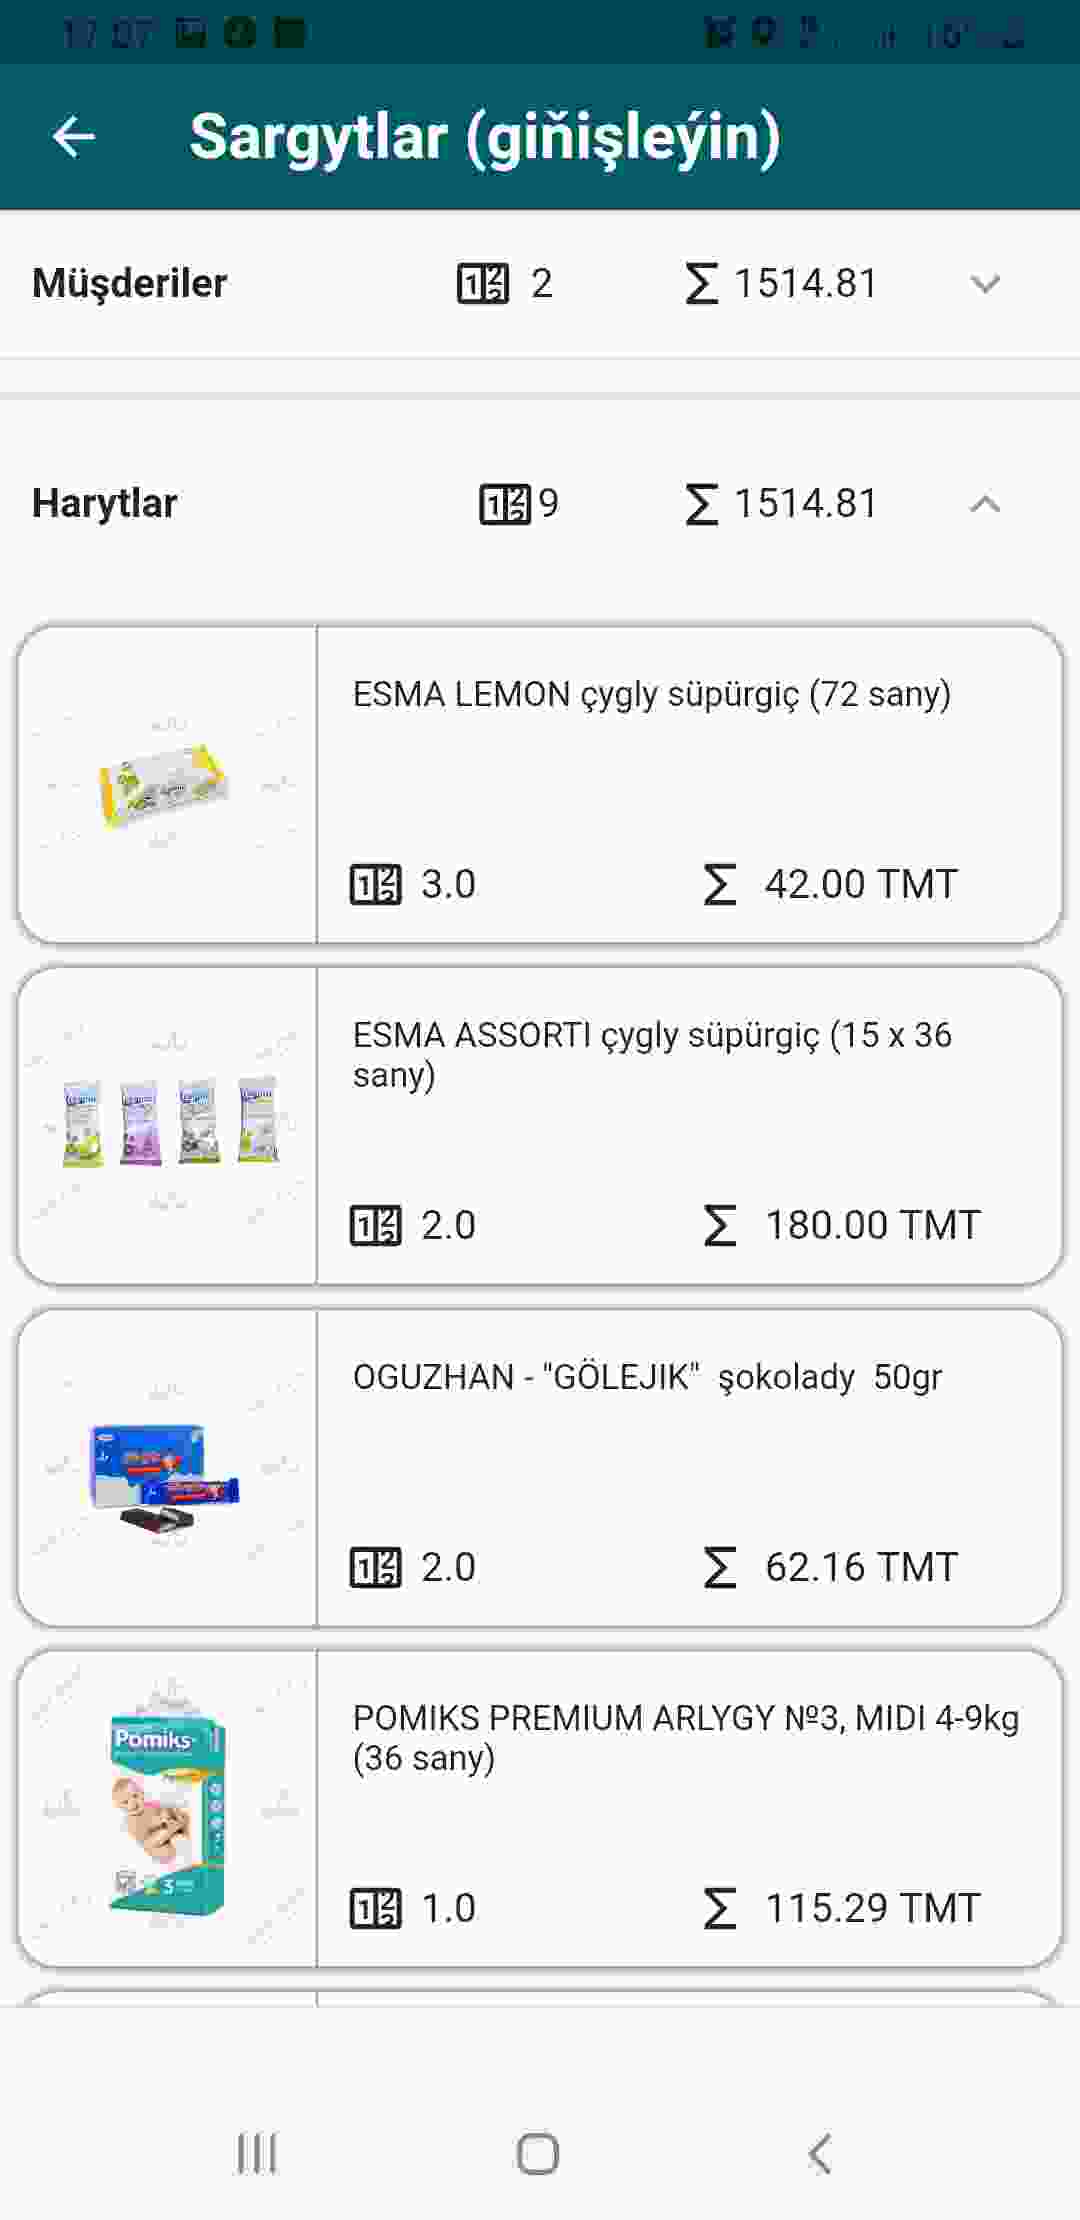 Sargytlar (giňişleýin)
Müşderiler 2 Σ 1514.81
Harytlar 9 Σ 1514.81
ESMA LEMON çygly süpürgiç (72 sany)
3.0 Σ 42.00 TMT
ESMA ASSORTI çygly süpürgiç (15 x 36
sany)
2.0 Σ 180.00 TMT
OGUZHAN - "GÖLEJIK" şokolady 50gr
2.0 Σ 62.16 TMT
Pomiks
3
POMIKS PREMIUM ARLYGY №3, MIDI 4-9kg
(36 sany)
1.0 Σ 115.29 TMT